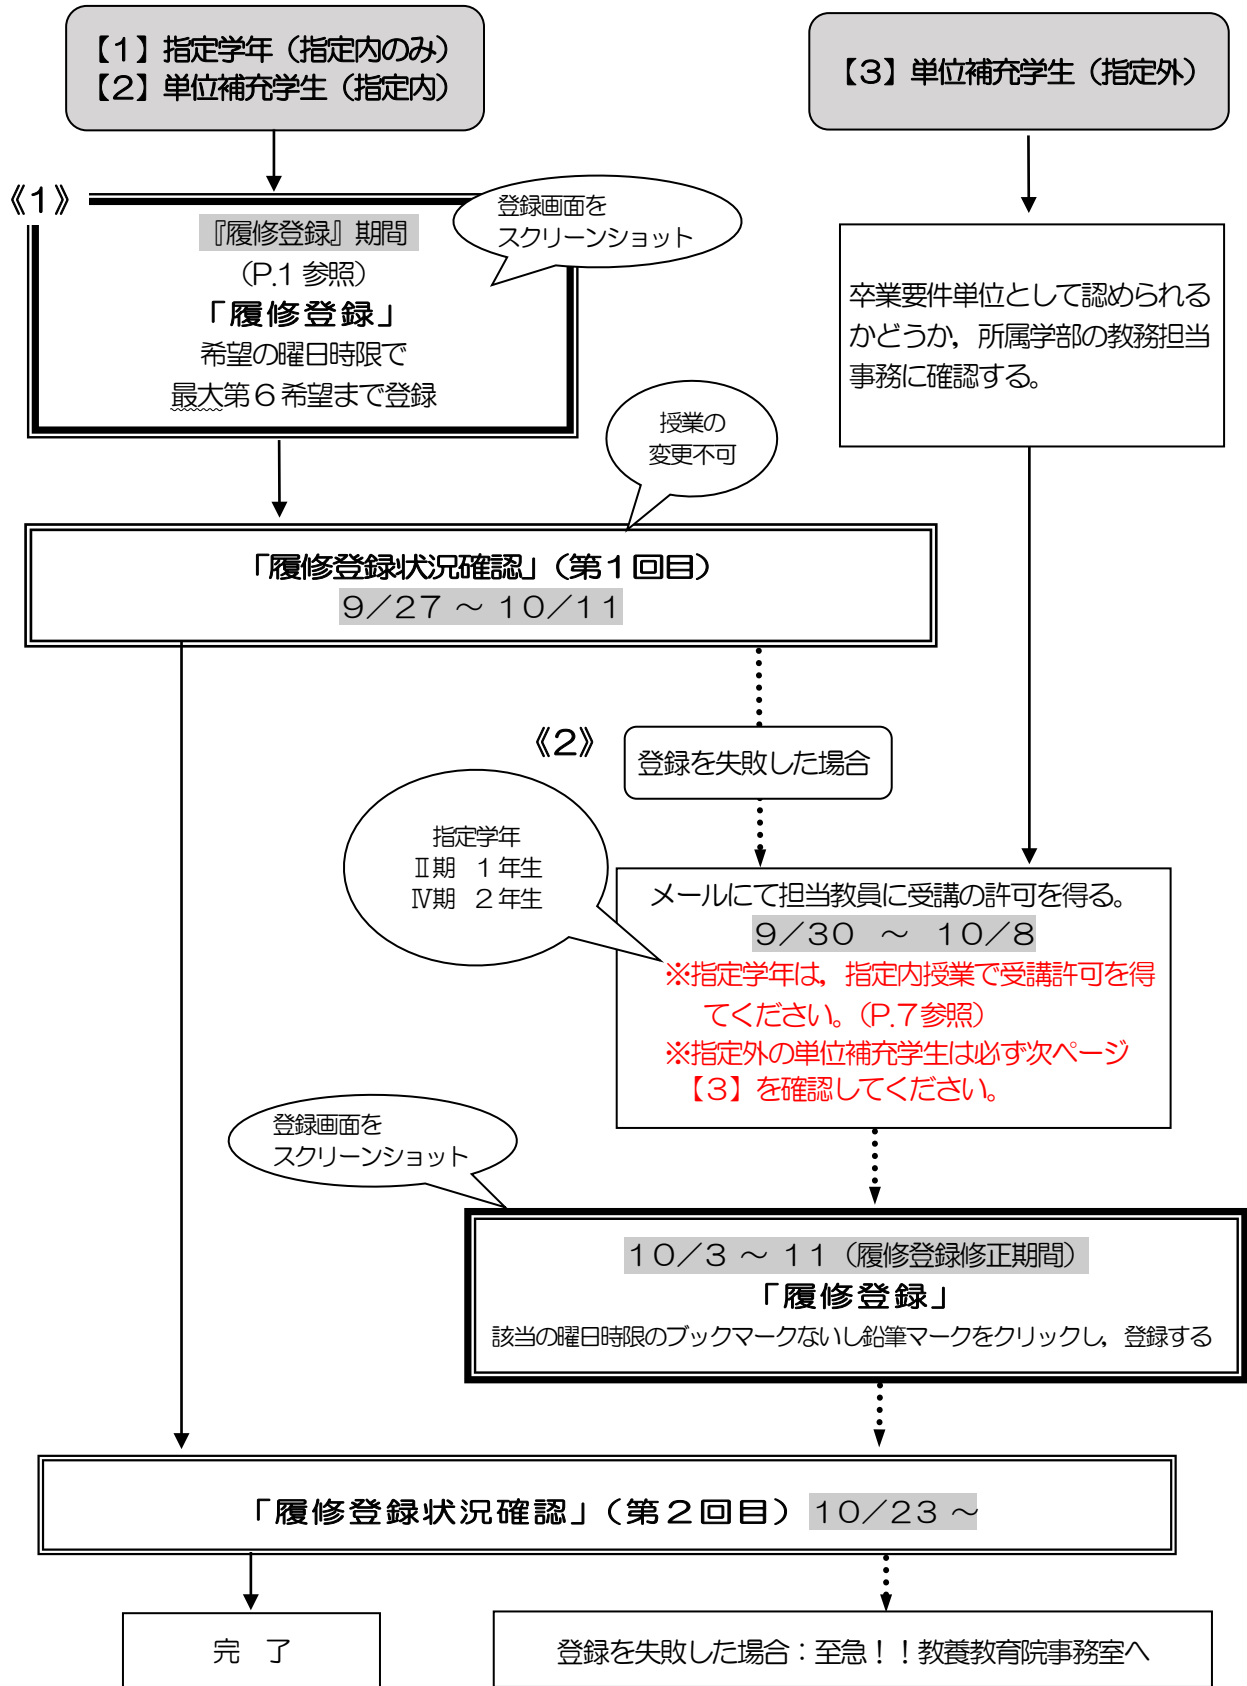 【1】指定学年（指定内のみ）
【2】単位補充学生（指定内）
【3】単位補充学生（指定外）
《1》
『履修登録』期間
（P.1 参照）
「履修登録」
希望の曜日時限で
最大第６希望まで登録
登録画面を
スクリーンショット
卒業要件単位として認められる
かどうか，所属学部の教務担当
事務に確認する。
授業の
変更不可
「履修登録状況確認」（第１回目）
９／２７ ～ １０／１１
《2》
登録を失敗した場合
指定学年
Ⅱ期　１年生
Ⅳ期　２年生
メールにて担当教員に受講の許可を得る。
９／３０　～　１０／８
※指定学年は，指定内授業で受講許可を得
てください。（P.７参照）
※指定外の単位補充学生は必ず次ページ
【３】を確認してください。
登録画面を
スクリーンショット
１０／３ ～ １１（履修登録修正期間）
「履修登録」
該当の曜日時限のブックマークないし鉛筆マークをクリックし，登録する
「履修登録状況確認」（第２回目） １０／２３ ～
完　了
登録を失敗した場合：至急！！教養教育院事務室へ